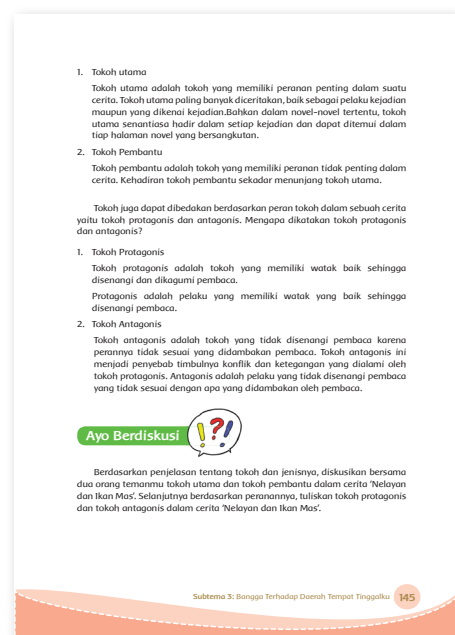 1. Tokoh utama
Tokoh utama adalah tokoh yang memiliki peranan penting dalam suatu
cerita. Tokoh utama paling banyak diceritakan, baik sebagai pelaku kejadian
maupun yang dikenai kejadian.Bahkan dalam novel-novel tertentu, tokoh
utama senantiasa hadir dalam setiap kejadian dan dapat ditemui dalam
tiap halaman novel yang bersangkutan.
2. Tokoh Pembantu
Tokoh pembantu adalah tokoh yang memiliki peranan tidak penting dalam
cerita. Kehadiran tokoh pembantu sekadar menunjang tokoh utama.
Tokoh juga dapat dibedakan berdasarkan peran tokoh dalam sebuah cerita
yaitu tokoh protagonis dan antagonis. Mengapa dikatakan tokoh protagonis
dan antagonis?
1. Tokoh Protagonis
Tokoh protagonis adalah tokoh yang memiliki watak baik sehingga
disenangi dan dikagumi pembaca.
Protagonis adalah pelaku yang memiliki watak yang baik sehingga
disenangi pembaca.
2. Tokoh Antagonis
Tokoh antagonis adalah tokoh yang tidak disenangi pembaca karena
perannya tidak sesuai yang didambakan pembaca. Tokoh antagonis ini
menjadi penyebab timbulnya konflik dan ketegangan yang dialami oleh
tokoh protagonis. Antagonis adalah pelaku yang tidak disenangi pembaca
yang tidak sesuai dengan apa yang didambakan oleh pembaca.
Ayo Berdiskusi !?!
Berdasarkan penjelasan tentang tokoh dan jenisnya, diskusikan bersama
dua orang temanmu tokoh utama dan tokoh pembantu dalam cerita ‘Nelayan
dan Ikan Mas’. Selanjutnya berdasarkan peranannya, tuliskan tokoh protagonis
dan tokoh antagonis dalam cerita ‘Nelayan dan Ikan Mas’.
Subtema 3: Bangga Terhadap Daerah Tempat Tinggalku 145